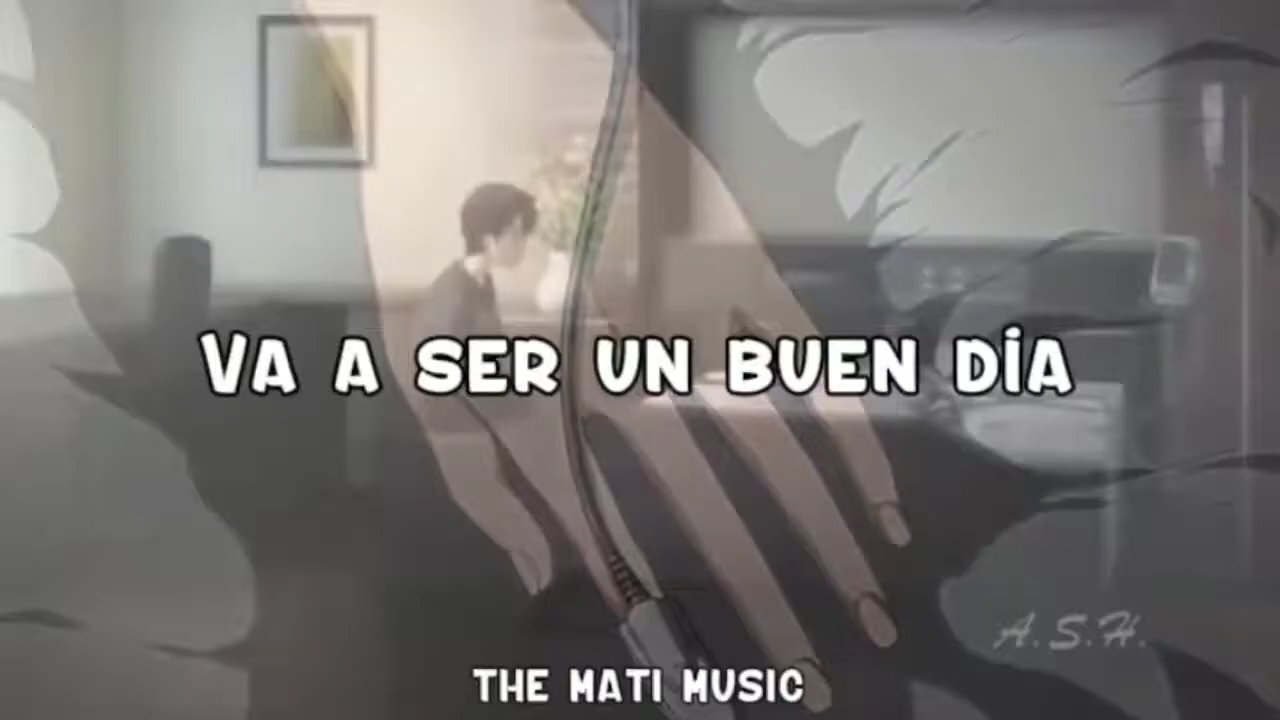 VA A SER UN BUEN DÍA
A.S.H.
THE MATI MUSIC